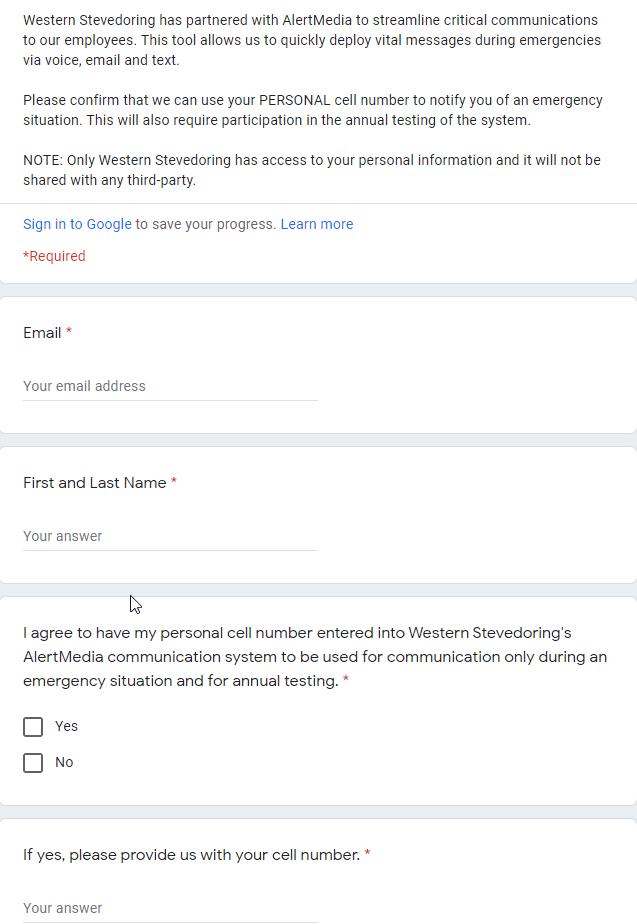 Western Stevedoring has partnered with AlertMedia to streamline critical communications
to our employees. This tool allows us to quickly deploy vital messages during emergencies
via voice, email and text.
Please confirm that we can use your PERSONAL cell number to notify you of an emergency
situation. This will also require participation in the annual testing of the system.
NOTE: Only Western Stevedoring has access to your personal information and it will not be
shared with any third-party.
Sign in to Google to save your progress. Learn more
*Required
Email *
Your email address
First and Last Name *
Your answer
I agree to have my personal cell number entered into Western Stevedoring's
AlertMedia communication system to be used for communication only during an
emergency situation and for annual testing. *
Yes
No
If yes, please provide us with your cell number. *
Your answer